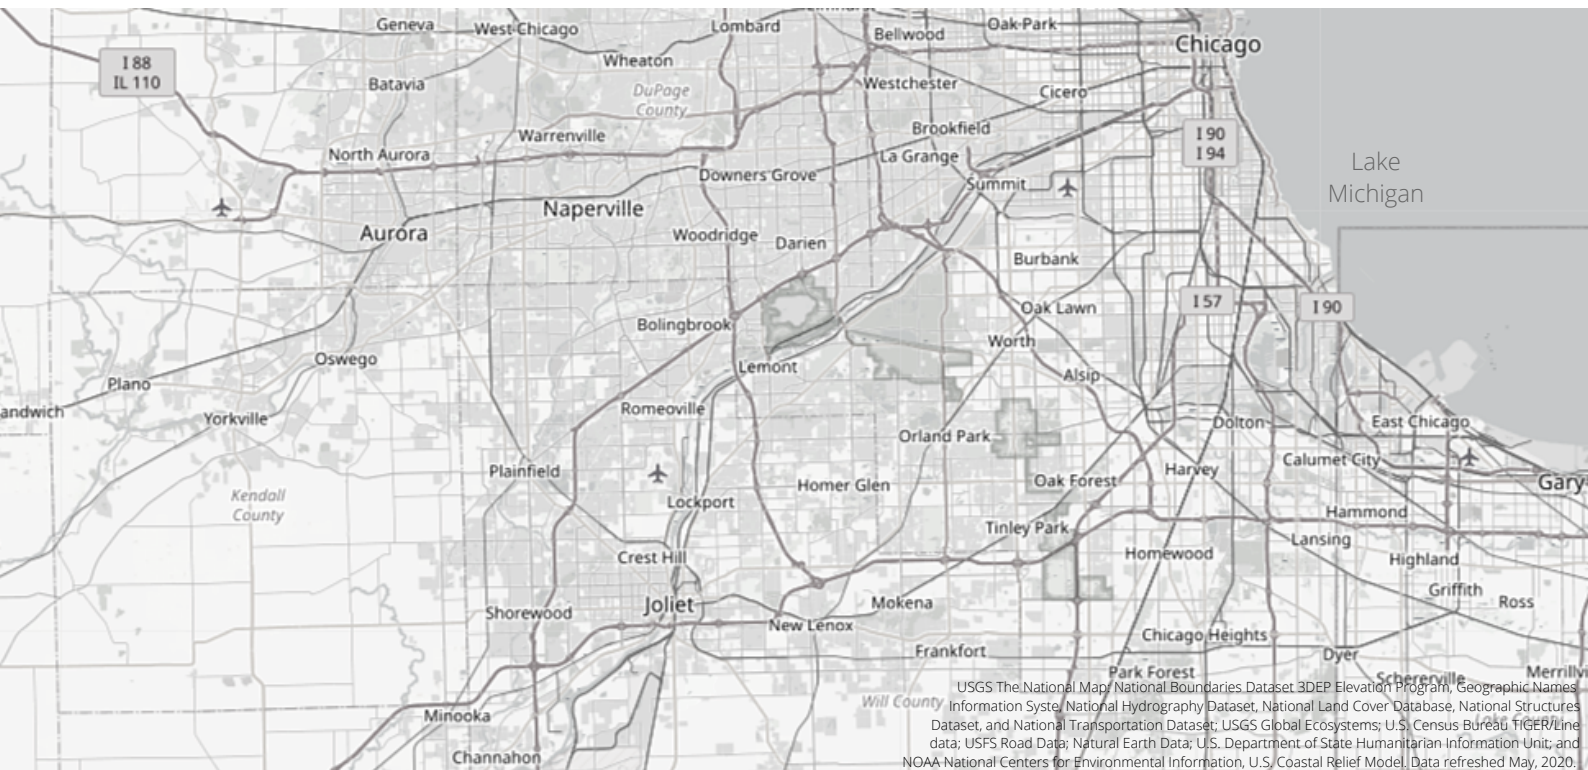 Geneva
West Chicago
Lombard
Oak Park
Bellwood
Chicago
I 88
IL 110
Wheaton
Batavia
DuPage
County
Westchester
Cicero
Warrenville
Brookfield
I 90
I 94
North Aurora
La Grange
Lake
Michigan
Downers Grove
Summit
Naperville
Aurora
Woodridge
Darien
Burbank
I 57
I 90
Oak Lawn
Bolingbrook
Worth
Oswego
Lemont
Alsip
Plano
andwich
Yorkville
Romeoville
Dolton
East Chicago
Orland Park
Calumet City
Plainfield
Harvey
Homer Glen
Oak Forest
Gary
Kendall
County
Lockport
Hammond
Tinley Park
Lansing
Crest Hill
Homewood
Highland
Griffith
Ross
Joliet
Mokena
Shorewood
New Lenox
Chicago Heights
Frankfort
Dyer
Park Forest
Schererville
Merrillvi
Will County
Minooka
Channahon
USGS The National Map: National Boundaries Dataset 3DEP Elevation Program, Geographic Names
Information Syste, National Hydrography Dataset, National Land Cover Database, National Structures
Dataset, and National Transportation Dataset; USGS Global Ecosystems; U.S. Census Bureau TIGER/Line
data; USFS Road Data; Natural Earth Data; U.S. Department of State Humanitarian Information Unit; and
NOAA National Centers for Environmental Information, U.S. Coastal Relief Model. Data refreshed May, 2020.